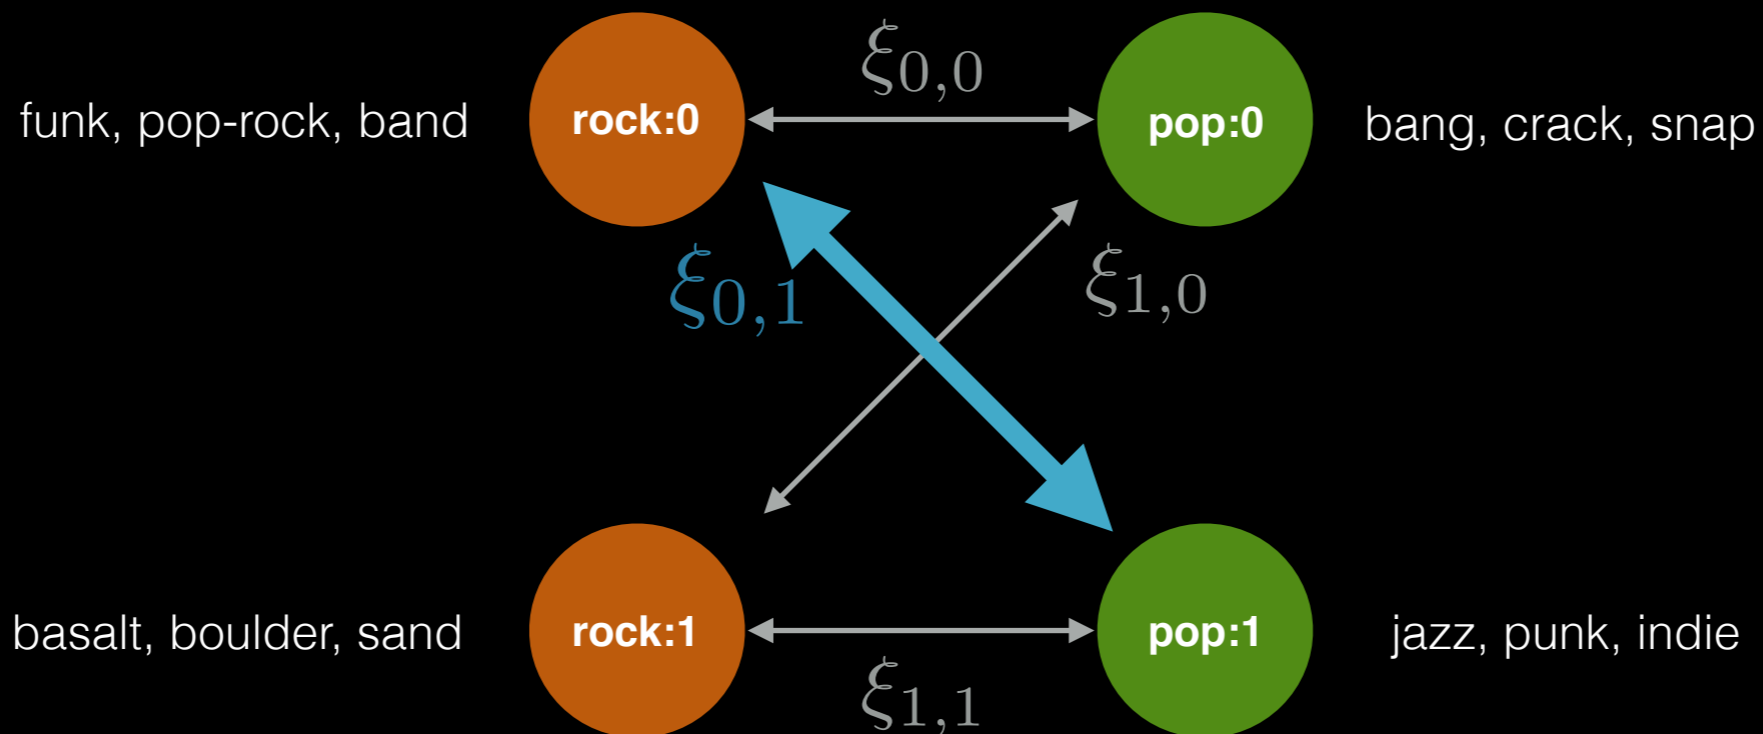 ξ0,0
funk, pop-rock, band
rock:0
pop:0
bang, crack, snap
ξ0,1
ξ1,0
basalt, boulder, sand
rock:1
pop:1
jazz, punk, indie
ξ1,1